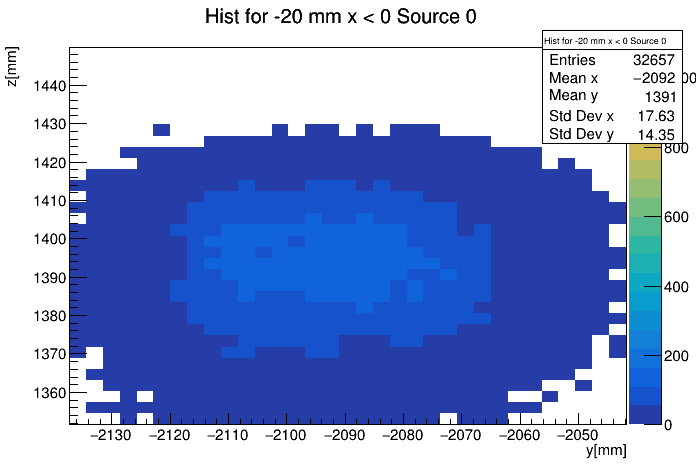 Hist for -20 mm x < 0 Source 0
z[mm]
Hist for -20 mm x < 0 Source 0
Entries 32657
Mean x −2092
Mean y 1391
Std Dev x 17.63
Std Dev y 14.35
1440
1430
1420
1410
1400
1390
1380
1370
1360
800
600
400
200
0
−2130 −2120 −2110 −2100 −2090 −2080 −2070 −2060 −2050
y[mm]